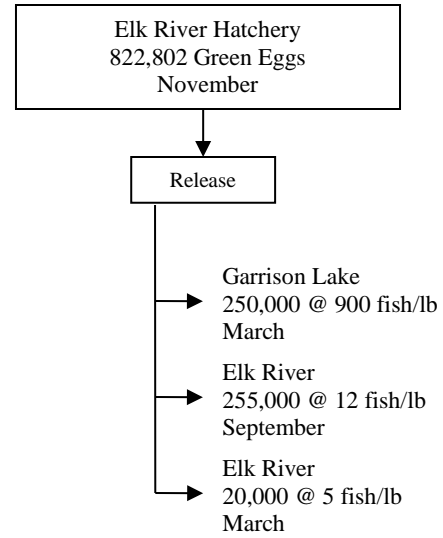 Elk River Hatchery
822,802 Green Eggs
November
Release
Garrison Lake
250,000 @ 900 fish/lb
March
Elk River
255,000 @ 12 fish/lb
September
Elk River
20,000 @ 5 fish/lb
March